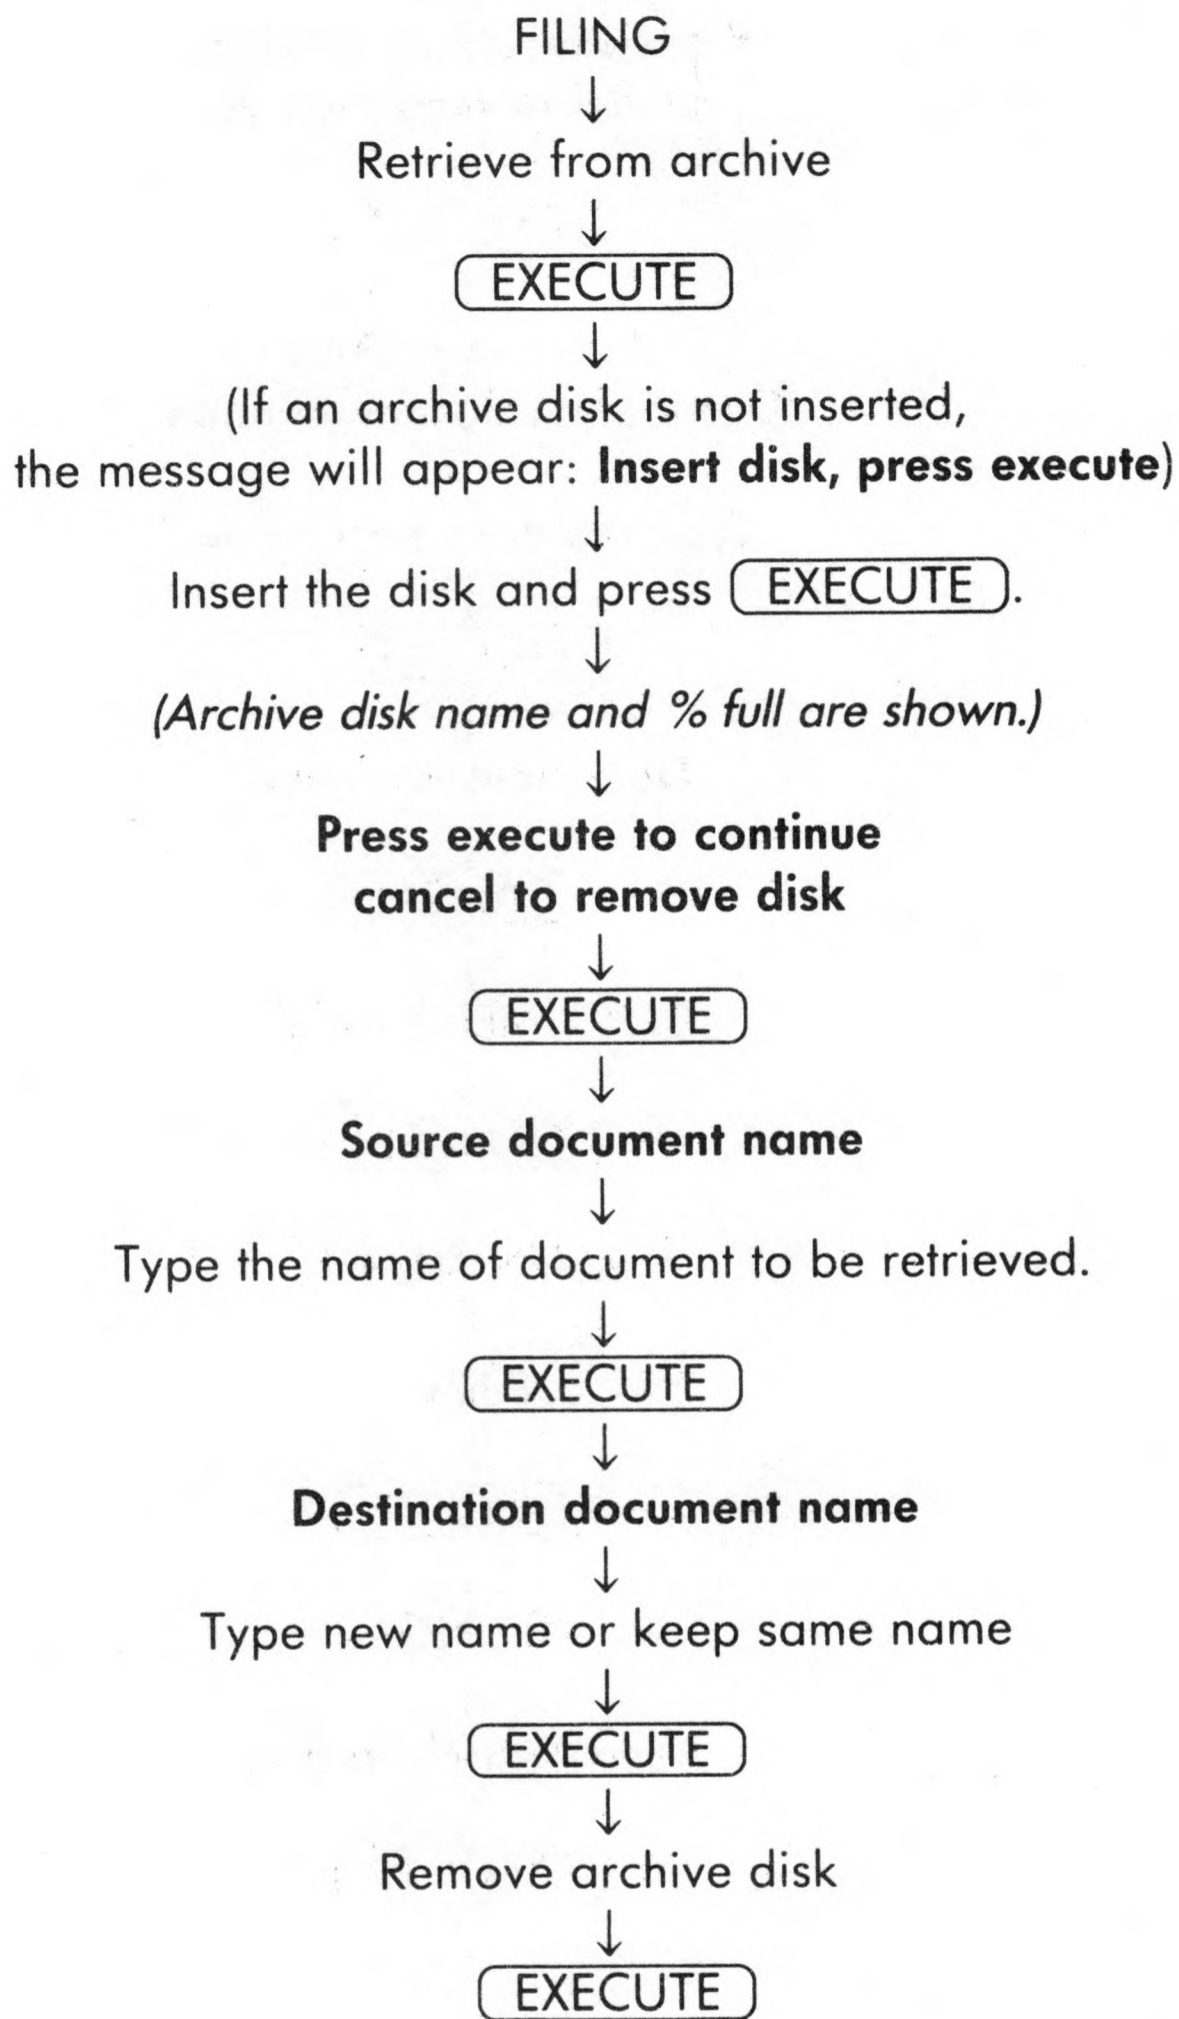 FILING
↓
Retrieve from archive
↓
EXECUTE
↓
(If an archive disk is not inserted,
the message will appear: Insert disk, press execute)
↓
Insert the disk and press EXECUTE .
↓
(Archive disk name and % full are shown.)
↓
Press execute to continue
cancel to remove disk
↓
EXECUTE
↓
Source document name
↓
Type the name of document to be retrieved.
↓
EXECUTE
↓
Destination document name
↓
Type new name or keep same name
↓
EXECUTE
↓
Remove archive disk
↓
EXECUTE